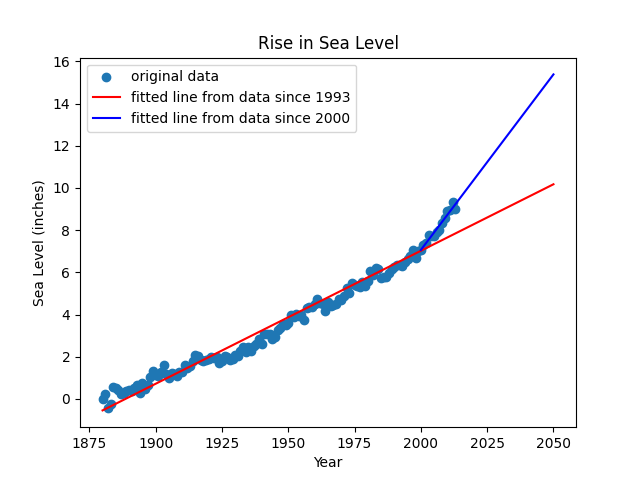 Rise in Sea Level
original data
fitted line from data since 1993
fitted line from data since 2000
16
14
12
10
8
6
4
2
0
Sea Level (inches)
1875 1900 1925 1950 1975 2000 2025 2050
Year